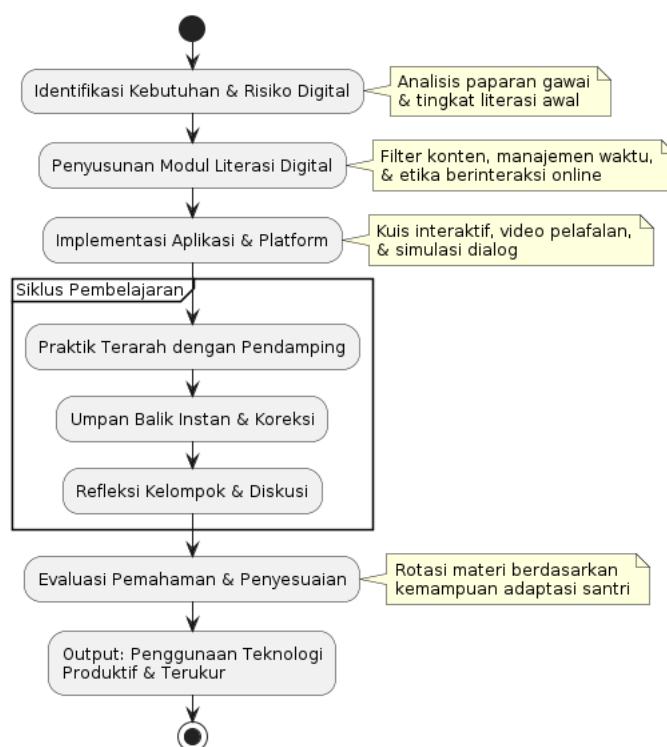 Identifikasi Kebutuhan & Risiko Digital
Analisis paparan gawai
& tingkat literasi awal
Penyusunan Modul Literasi Digital
Filter konten, manajemen waktu,
& etika berinteraksi online
Implementasi Aplikasi & Platform
Kuis interaktif, video pelafalan,
& simulasi dialog
Siklus Pembelajaran
Praktik Terarah dengan Pendamping
Umpan Balik Instan & Koreksi
Refleksi Kelompok & Diskusi
Evaluasi Pemahaman & Penyesuaian
Rotasi materi berdasarkan
kemampuan adaptasi santri
Output: Penggunaan Teknologi
Produktif & Terukur